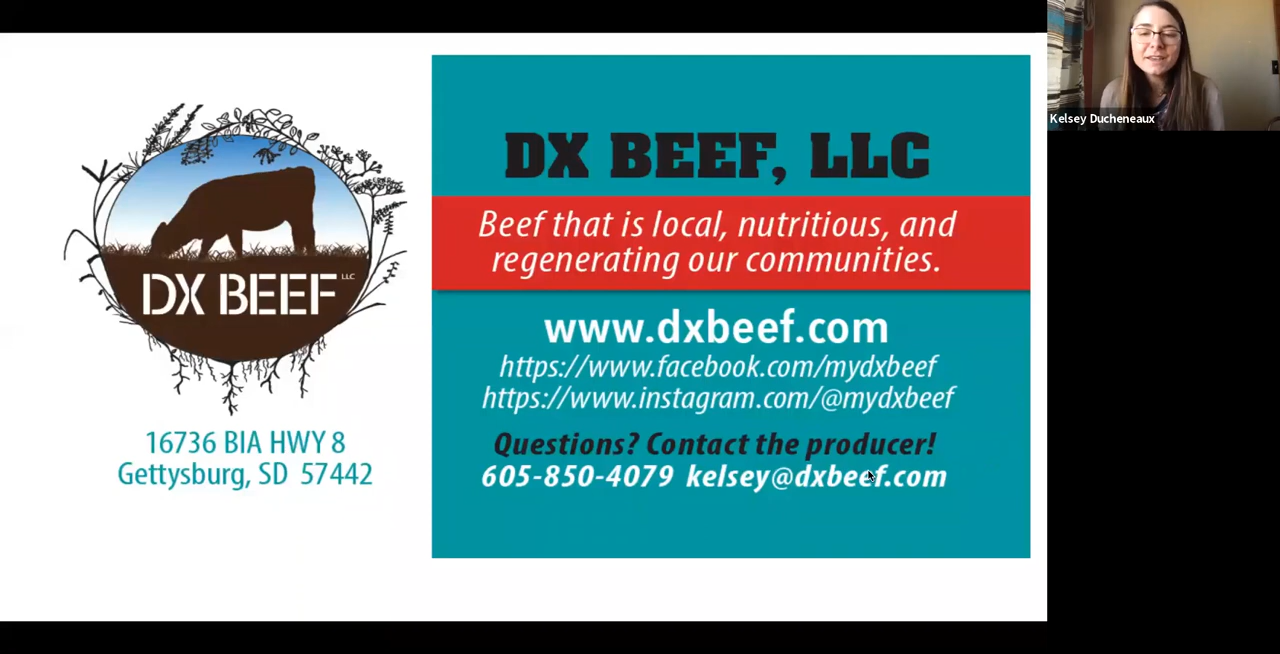 DX BEEF LLC
16736 BIA HWY 8
Gettysburg, SD 57442
DX BEEF, LLC
Beef that is local, nutritious, and
regenerating our communities.
www.dxbeef.com
https://www.facebook.com/mydxbeef
https://www.instagram.com/@mydxbeef
Questions? Contact the producer!
605-850-4079 kelsey@dxbeef.com
Kelsey Ducheneaux